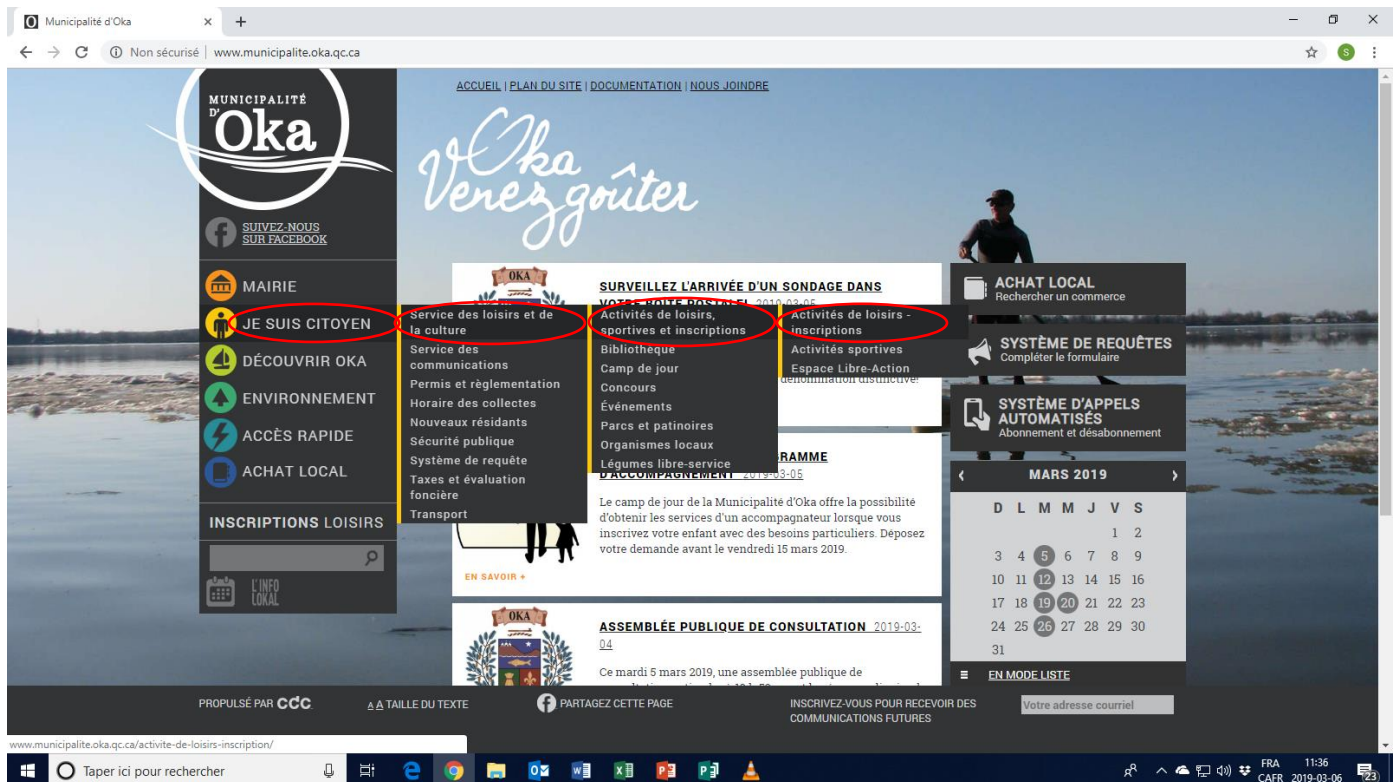 Municipalité d'Oka
Non sécurisé | www.municipalite.oka.qc.ca
MUNICIPALITÉ
D'
Oka
SUIVEZ-NOUS
SUR FACEBOOK
MAIRIE
JE SUIS CITOYEN
DÉCOUVRIR OKA
ENVIRONNEMENT
ACCÈS RAPIDE
ACHAT LOCAL
INSCRIPTIONS LOISIRS
L'INFO
LOKAL
ACCUEIL | PLAN DU SITE | DOCUMENTATION | NOUS JOINDRE
Oka
Venez goûter
Service des loisirs et de
la culture
Service des
communications
Permis et règlementation
Horaire des collectes
Nouveaux résidants
Sécurité publique
Système de requête
Taxes et évaluation
foncière
Transport
Activités de loisirs,
sportives et inscriptions
Bibliothèque
Camp de jour
Concours
Événements
Parcs et patinoires
Organismes locaux
Légumes libre-service
Activités de loisirs -
inscriptions
Activités sportives
Espace Libre-Action
OKA
SURVEILLEZ L'ARRIVÉE D'UN SONDAGE DANS
VOTRE BOÎTE POSTALE! 2019-03-05
dénomination distinctive!
D'ACCOMPAGNEMENT 2019-03-05
Le camp de jour de la Municipalité d'Oka offre la possibilité
d'obtenir les services d'un accompagnateur lorsque vous
inscrivez votre enfant avec des besoins particuliers. Déposez
votre demande avant le vendredi 15 mars 2019.
EN SAVOIR +
OKA
ASSEMBLÉE PUBLIQUE DE CONSULTATION 2019-03-
04
Ce mardi 5 mars 2019, une assemblée publique de
ACHAT LOCAL
Rechercher un commerce
SYSTÈME DE REQUÊTES
Compléter le formulaire
SYSTÈME D'APPELS
AUTOMATISÉS
Abonnement et désabonnement
‹ MARS 2019 ›
D L M M J V S
1 2
3 4 5 6 7 8 9
10 11 12 13 14 15 16
17 18 19 20 21 22 23
24 25 26 27 28 29 30
31
EN MODE LISTE
PROPULSÉ PAR CDC
A A TAILLE DU TEXTE
PARTAGEZ CETTE PAGE
INSCRIVEZ-VOUS POUR RECEVOIR DES
COMMUNICATIONS FUTURES
Votre adresse courriel
www.municipalite.oka.qc.ca/activite-de-loisirs-inscription/
Taper ici pour rechercher
FRA 11:36
CAFR 2019-03-06
23